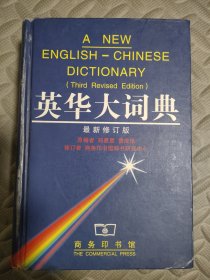 A NEW
ENGLISH-CHINESE
DICTIONARY
(Third Revised Edition)
英华大词典
最新修订版
商务印书馆
THE COMMERCIAL PRESS